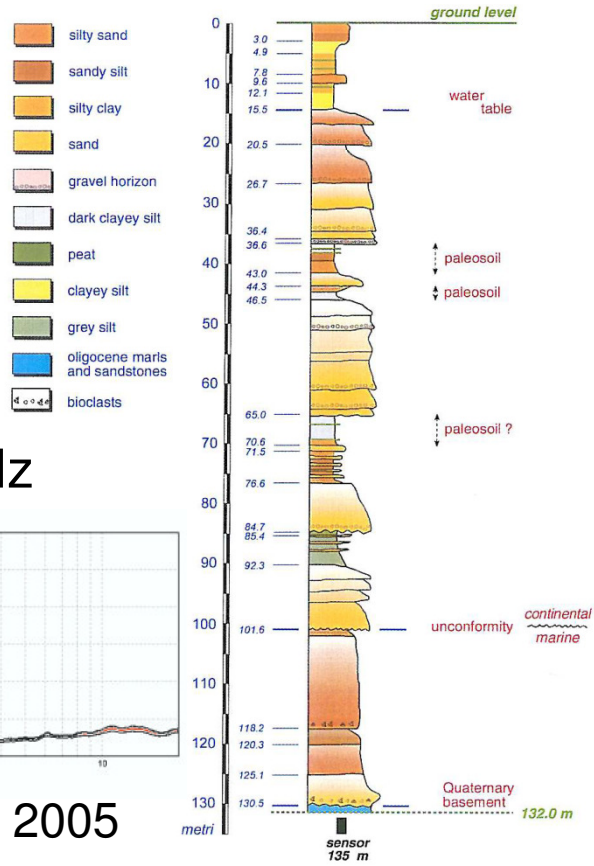 ground level
silty sand
sandy silt
silty clay
sand
gravel horizon
dark clayey silt
peat
clayey silt
grey silt
oligocene marls
and sandstones
bioclasts
lz
10
2005
0
10
20
30
40
50
60
70
80
90
100
110
120
130
metri
3.0
4.9
7.8
9.6
12.1
15.5
20.5
26.7
36.4
36.6
43.0
44.3
46.5
65.0
70.6
71.5
76.6
84.7
85.4
92.3
101.6
118.2
120.3
125.1
130.5
water
table
paleosoil
paleosoil
paleosoil ?
unconformity
continental
marine
Quaternary
basement
132.0 m
sensor
135 m